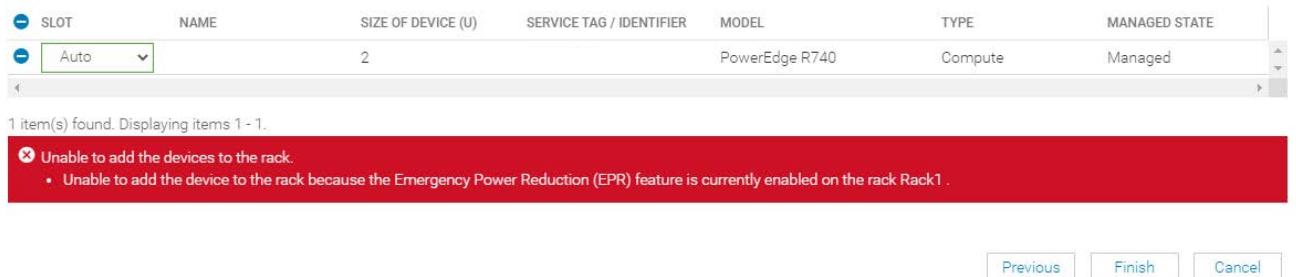 SLOT NAME SIZE OF DEVICE (U) SERVICE TAG / IDENTIFIER MODEL TYPE MANAGED STATE
Auto 2 PowerEdge R740 Compute Managed
1 item(s) found. Displaying items 1 - 1.
Unable to add the devices to the rack.
• Unable to add the device to the rack because the Emergency Power Reduction (EPR) feature is currently enabled on the rack Rack1 .
Previous Finish Cancel